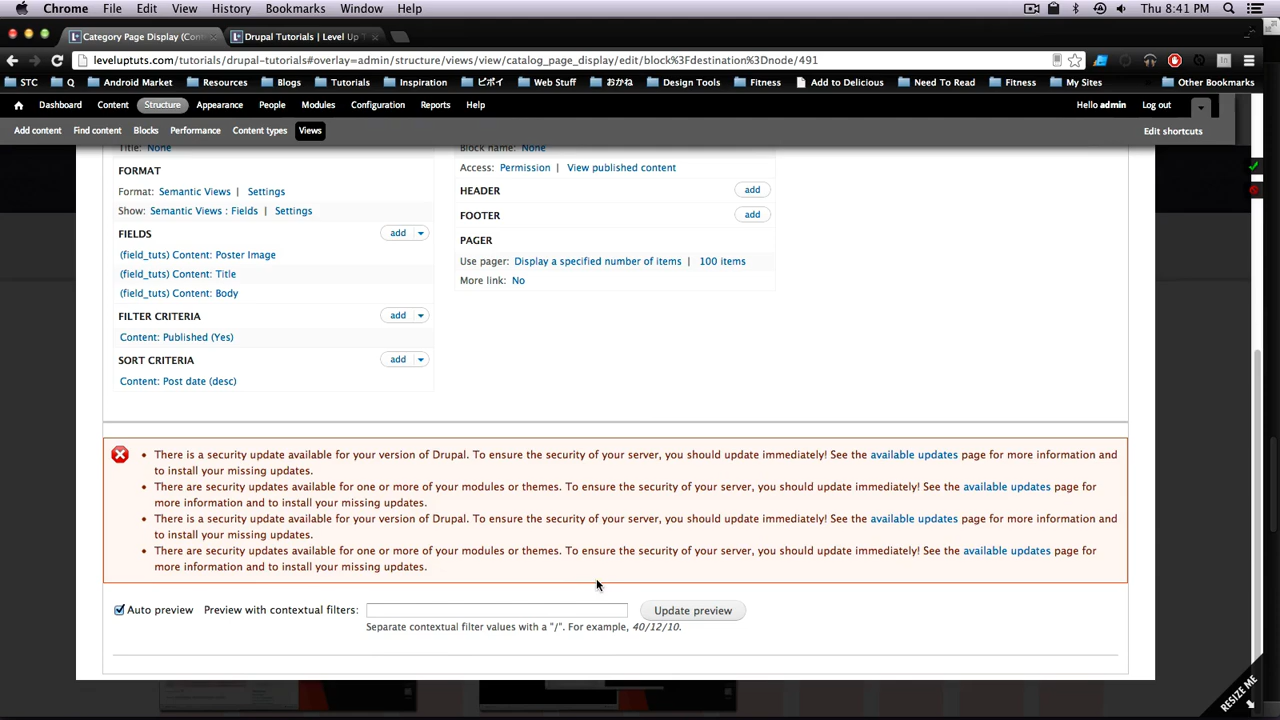 Chrome File Edit View History Bookmarks Window Help Thu 8:41 PM
Category Page Display (Con Drupal Tutorials | Level Up T
leveluptuts.com/tutorials/drupal-tutorials#overlay=admin/structure/views/view/catalog_page_display/edit/block%3Fdestination%3Dnode/491
STC Q Android Market Resources Blogs Tutorials Inspiration ビボイ Web Stuff おかね Design Tools Fitness Add to Delicious Need To Read Fitness My Sites Other Bookmarks
Dashboard Content Structure Appearance People Modules Configuration Reports Help Hello admin Log out
Add content Find content Blocks Performance Content types Views Edit shortcuts
Title: None Block name: None
Access: Permission | View published content
FORMAT
HEADER add
Format: Semantic Views | Settings
Show: Semantic Views : Fields | Settings
FOOTER add
FIELDS add
PAGER
(field_tuts) Content: Poster Image
Use pager: Display a specified number of items | 100 items
(field_tuts) Content: Title
More link: No
(field_tuts) Content: Body
FILTER CRITERIA add
Content: Published (Yes)
SORT CRITERIA add
Content: Post date (desc)
• There is a security update available for your version of Drupal. To ensure the security of your server, you should update immediately! See the available updates page for more information and
to install your missing updates.
• There are security updates available for one or more of your modules or themes. To ensure the security of your server, you should update immediately! See the available updates page for
more information and to install your missing updates.
• There is a security update available for your version of Drupal. To ensure the security of your server, you should update immediately! See the available updates page for more information and
to install your missing updates.
• There are security updates available for one or more of your modules or themes. To ensure the security of your server, you should update immediately! See the available updates page for
more information and to install your missing updates.
Auto preview Preview with contextual filters: Update preview
Separate contextual filter values with a "/". For example, 40/12/10.
RESIZE ME